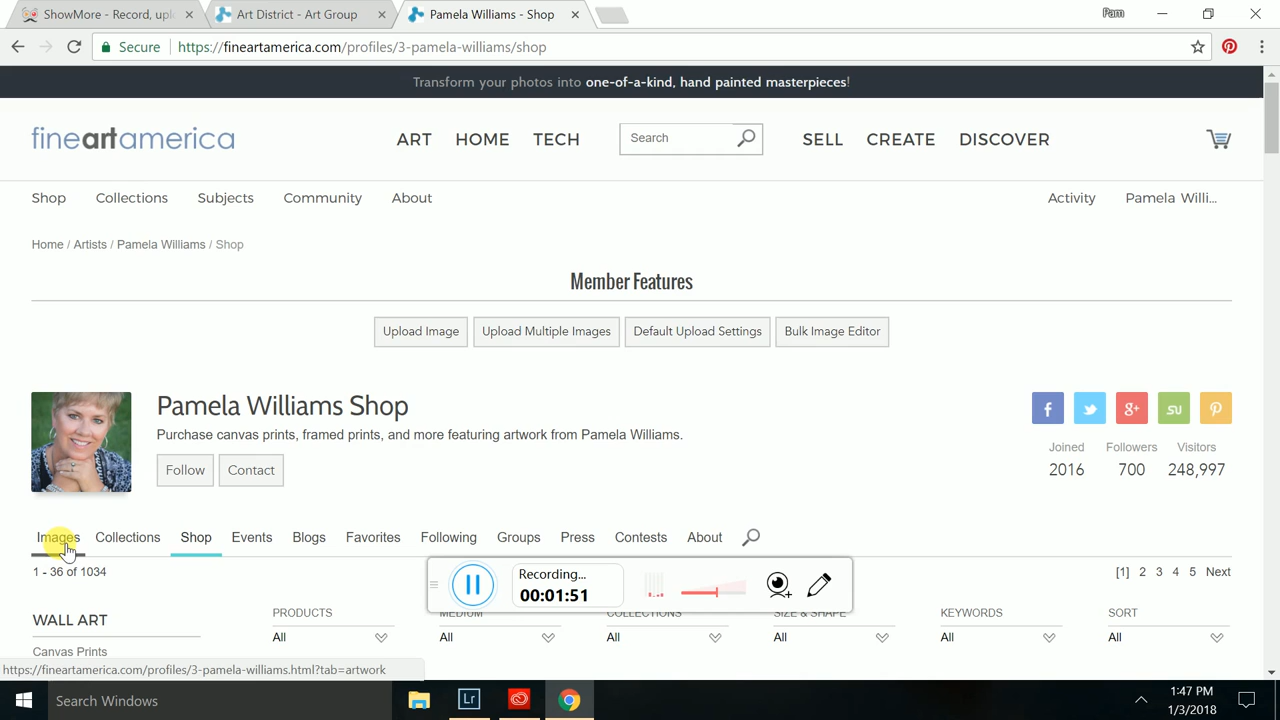 ShowMore - Record, upl
Art District - Art Group
Pamela Williams - Shop
Pam
Secure
https://fineartamerica.com/profiles/3-pamela-williams/shop
Transform your photos into one-of-a-kind, hand painted masterpieces!
fineartamerica
ART HOME TECH
Search
SELL CREATE DISCOVER
Shop Collections Subjects Community About
Activity Pamela Willi...
Home / Artists / Pamela Williams / Shop
Member Features
Upload Image
Upload Multiple Images
Default Upload Settings
Bulk Image Editor
Pamela Williams Shop
Purchase canvas prints, framed prints, and more featuring artwork from Pamela Williams.
Follow
Contact
Joined Followers Visitors
2016 700 248,997
Images Collections Shop Events Blogs Favorites Following Groups Press Contests About
1 - 36 of 1034
[1] 2 3 4 5 Next
Recording...
00:01:51
WALL ART
Canvas Prints
PRODUCTS
All
MEDIUM
All
COLLECTIONS
All
SIZE & SHAPE
All
KEYWORDS
All
SORT
All
https://fineartamerica.com/profiles/3-pamela-williams.html?tab=artwork
Search Windows
Lr
1:47 PM
1/3/2018